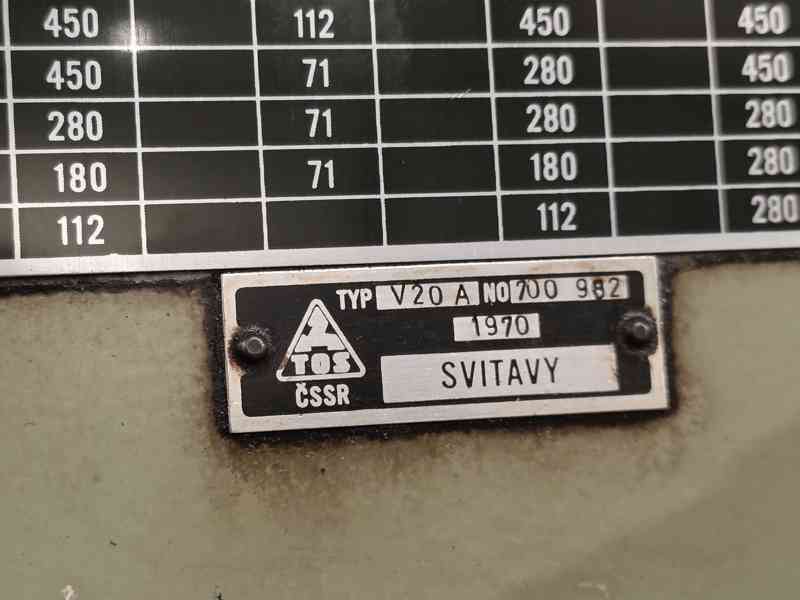 450 112 450 450
450 71 280 450
280 71 280 280
180 71 180 280
112 112 280
TYP V20 A NO 700 982
1970
TOS
ČSSR
SVITAVY